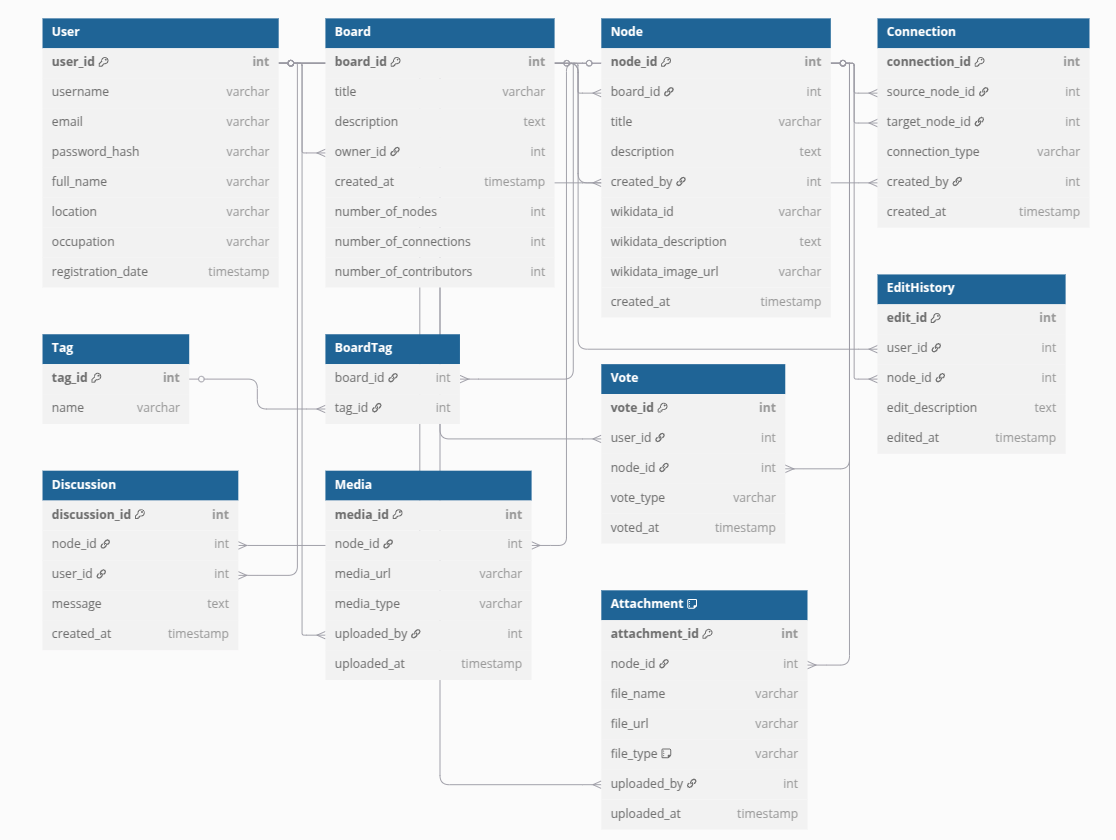 User
user_id int
username varchar
email varchar
password_hash varchar
full_name varchar
location varchar
occupation varchar
registration_date timestamp
Board
board_id int
title varchar
description text
owner_id int
created_at timestamp
number_of_nodes int
number_of_connections int
number_of_contributors int
Node
node_id int
board_id int
title varchar
description text
created_by int
wikidata_id varchar
wikidata_description text
wikidata_image_url varchar
created_at timestamp
Connection
connection_id int
source_node_id int
target_node_id int
connection_type varchar
created_by int
created_at timestamp
EditHistory
edit_id int
user_id int
node_id int
edit_description text
edited_at timestamp
Tag
tag_id int
name varchar
BoardTag
board_id int
tag_id int
Vote
vote_id int
user_id int
node_id int
vote_type varchar
voted_at timestamp
Discussion
discussion_id int
node_id int
user_id int
message text
created_at timestamp
Media
media_id int
node_id int
media_url varchar
media_type varchar
uploaded_by int
uploaded_at timestamp
Attachment
attachment_id int
node_id int
file_name varchar
file_url varchar
file_type varchar
uploaded_by int
uploaded_at timestamp